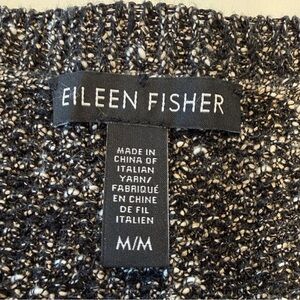 EILEEN FISHER
MADE IN
CHINA OF
ITALIAN
YARN/
FABRIQUÉ
EN CHINE
DE FIL
ITALIEN
M/M